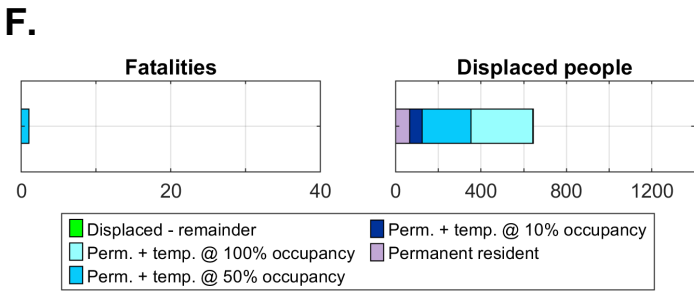 F.
Fatalities
Displaced people
0 20 40
0 400 800 1200
Displaced - remainder
Perm. + temp. @ 100% occupancy
Perm. + temp. @ 50% occupancy
Perm. + temp. @ 10% occupancy
Permanent resident